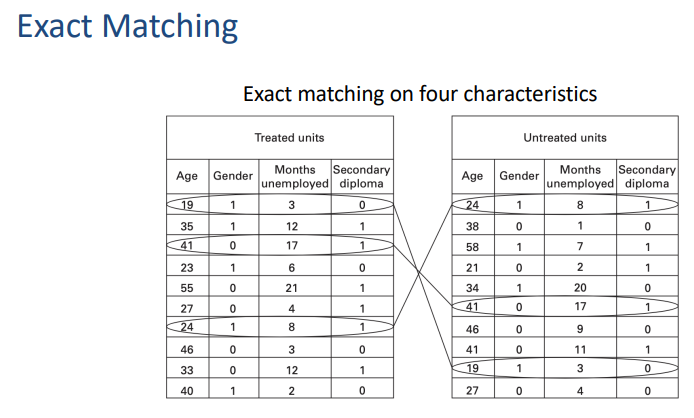 Exact Matching
Exact matching on four characteristics
Treated units
Age Gender Months unemployed Secondary diploma
19 1 3 0
35 1 12 1
41 0 17 1
23 1 6 0
55 0 21 1
27 0 4 1
24 1 8 1
46 0 3 0
33 0 12 1
40 1 2 0
Untreated units
Age Gender Months unemployed Secondary diploma
24 1 8 1
38 0 1 0
58 1 7 1
21 0 2 1
34 1 20 0
41 0 17 1
46 0 9 0
41 0 11 1
19 1 3 0
27 0 4 0